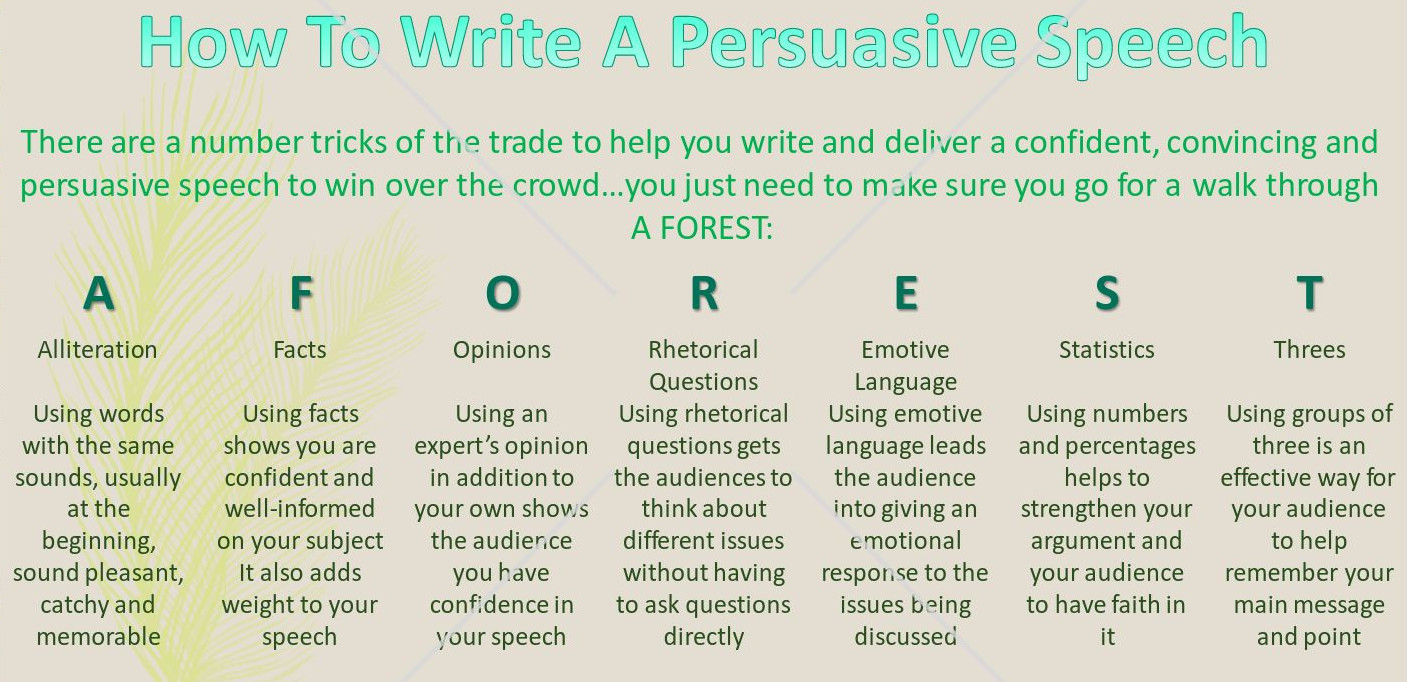 How To Write A Persuasive Speech
There are a number tricks of the trade to help you write and deliver a confident, convincing and
persuasive speech to win over the crowd...you just need to make sure you go for a walk through
A FOREST:
A
Alliteration
Using words
with the same
sounds, usually
at the
beginning,
sound pleasant,
catchy and
memorable
F
Facts
Using facts
shows you are
confident and
well-informed
on your subject
It also adds
weight to your
speech
O
Opinions
Using an
expert’s opinion
in addition to
your own shows
the audience
you have
confidence in
your speech
R
Rhetorical
Questions
Using rhetorical
questions gets
the audiences to
think about
different issues
without having
to ask questions
directly
E
Emotive
Language
Using emotive
language leads
the audience
into giving an
emotional
response to the
issues being
discussed
S
Statistics
Using numbers
and percentages
helps to
strengthen your
argument and
your audience
to have faith in
it
T
Threes
Using groups of
three is an
effective way for
your audience
to help
remember your
main message
and point